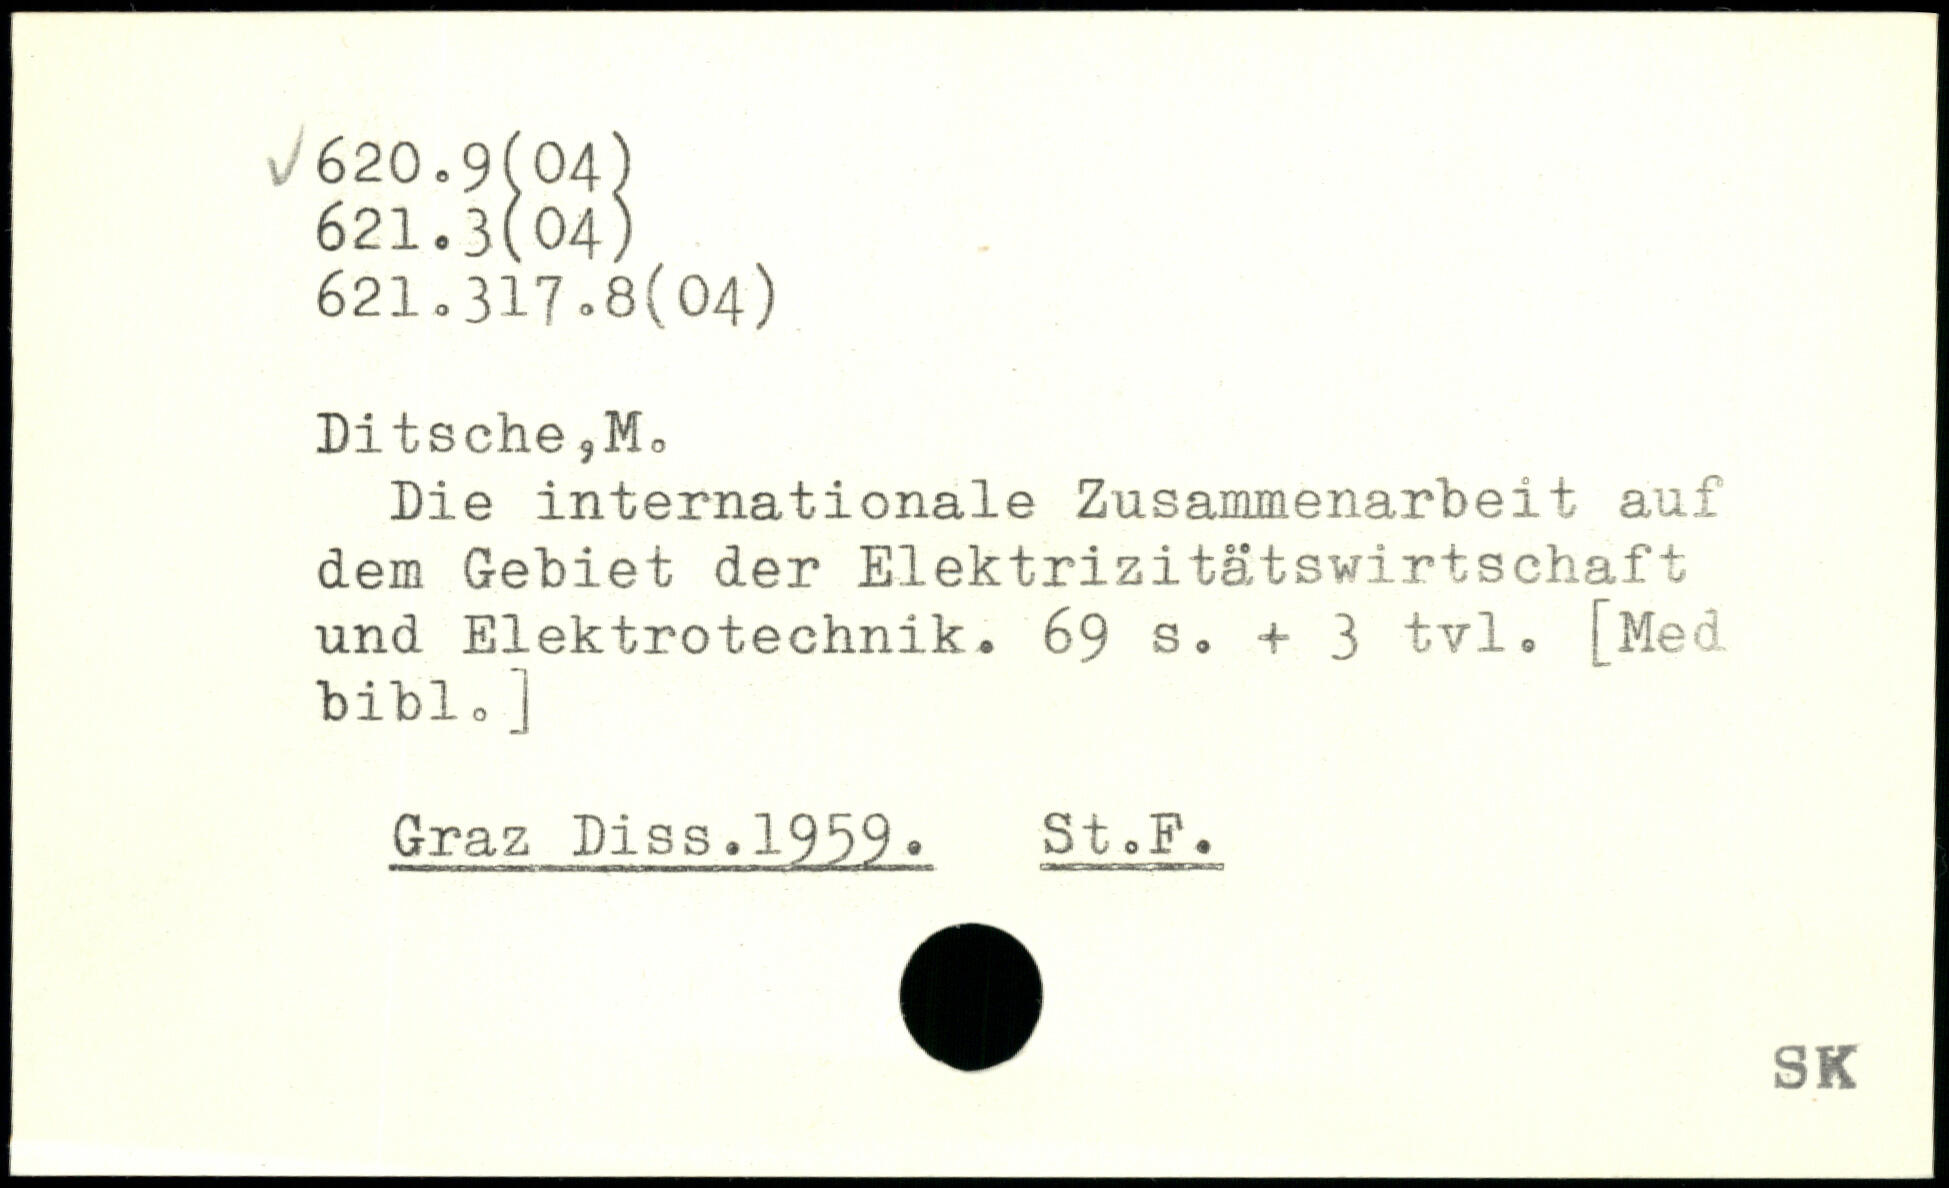 620.9(04)
621.3(04)
621.317.8(04)
Ditsche,M.
Die internationale Zusammenarbeit auf
dem Gebiet der Elektrizitätswirtschaft
und Elektrotechnik. 69 s. + 3 tvl. [Med
bibl.]
Graz Diss.1959. St.F.
SK